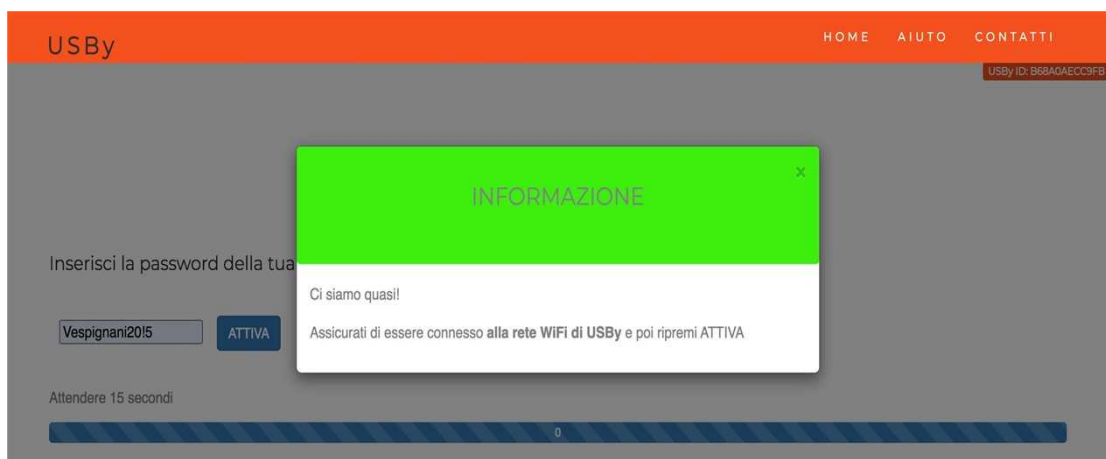 USBy
HOME AIUTO CONTATTI
USBy ID: B68A0AECC9FB
INFORMAZIONE
x
Inserisci la password della tua
Ci siamo quasi!
Assicurati di essere connesso alla rete WiFi di USBy e poi ripremi ATTIVA
Vespignani20!5
ATTIVA
Attendere 15 secondi
0